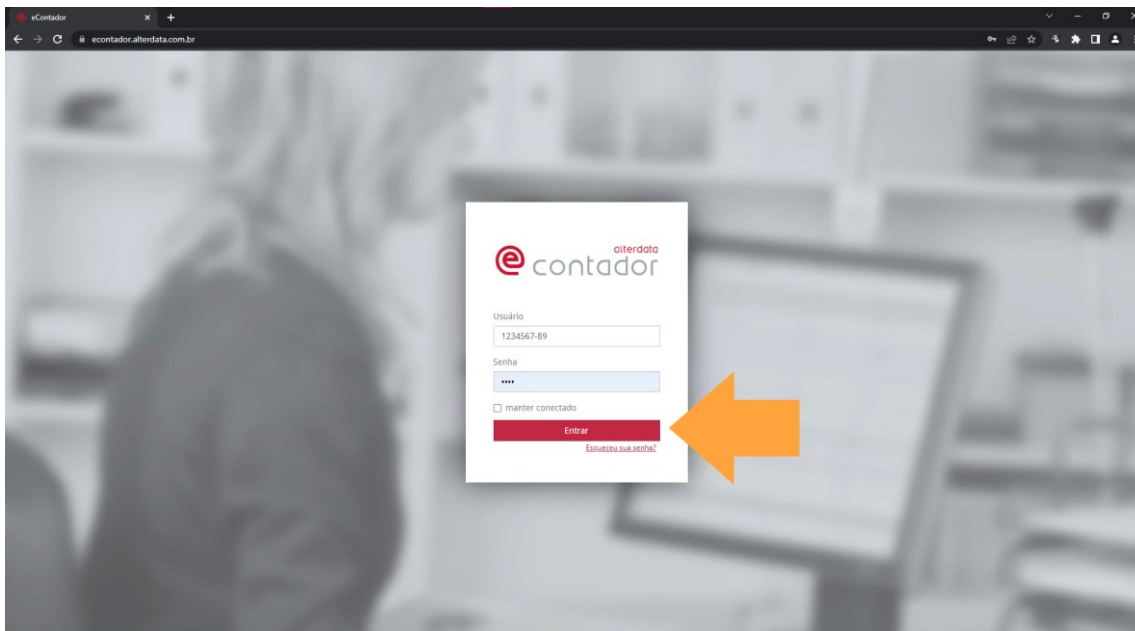 eContador
econtador.alterdata.com.br
alterdata
e contador
Usuário
1234567-89
Senha
••••
manter conectado
Entrar
Esqueceu sua senha?